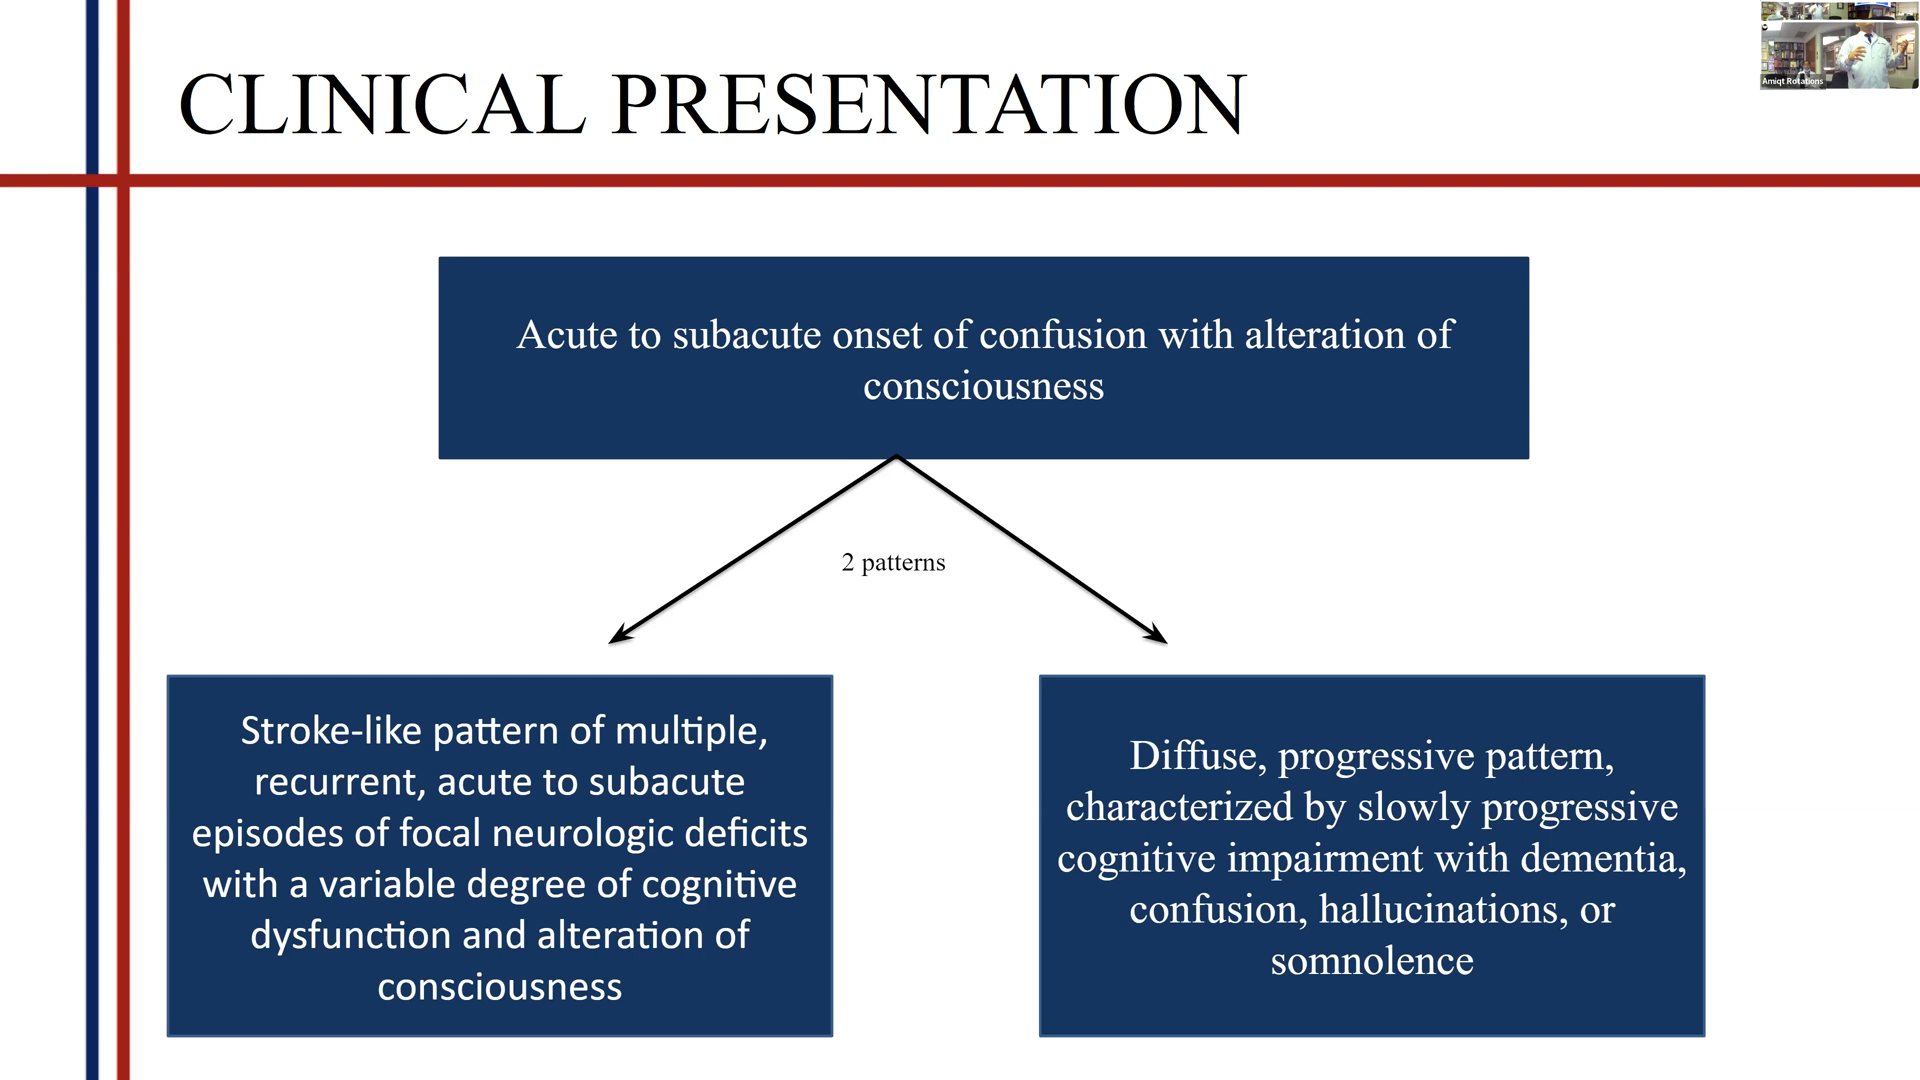 CLINICAL PRESENTATION
Amiqt Rotations
Acute to subacute onset of confusion with alteration of
consciousness
2 patterns
Stroke-like pattern of multiple,
recurrent, acute to subacute
episodes of focal neurologic deficits
with a variable degree of cognitive
dysfunction and alteration of
consciousness
Diffuse, progressive pattern,
characterized by slowly progressive
cognitive impairment with dementia,
confusion, hallucinations, or
somnolence